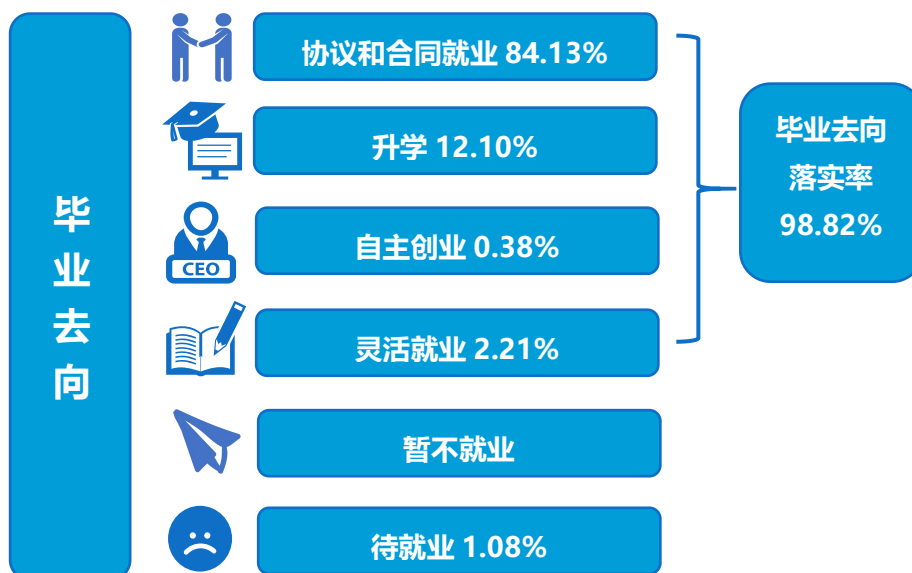 毕业去向
协议和合同就业 84.13%
升学 12.10%
CEO
自主创业 0.38%
灵活就业 2.21%
暂不就业
待就业 1.08%
毕业去向
落实率
98.82%